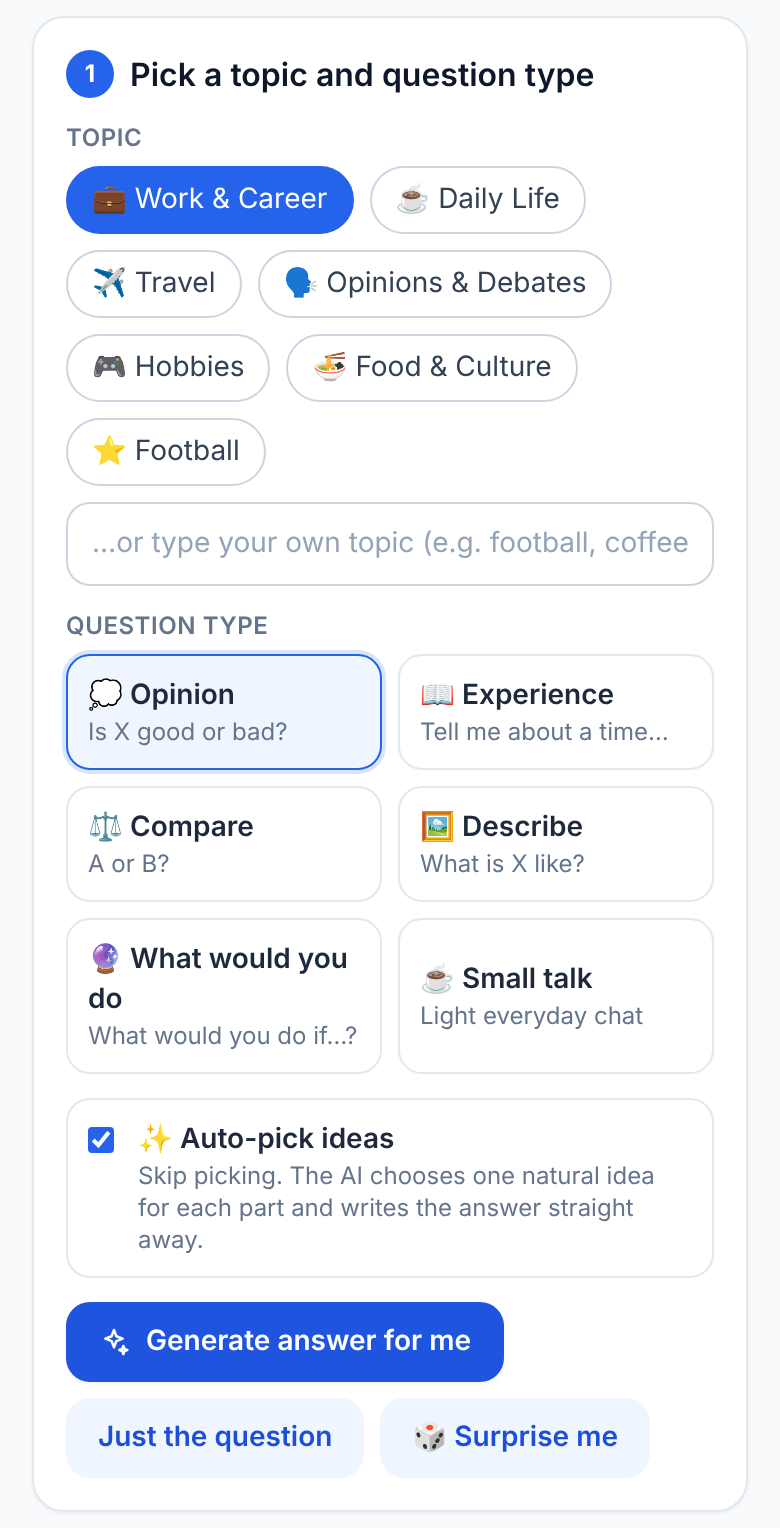 1 Pick a topic and question type
TOPIC
Work & Career
Daily Life
Travel
Opinions & Debates
Hobbies
Food & Culture
Football
...or type your own topic (e.g. football, coffee
QUESTION TYPE
Opinion
Is X good or bad?
Experience
Tell me about a time...
Compare
A or B?
Describe
What is X like?
What would you
do
What would you do if...?
Small talk
Light everyday chat
Auto-pick ideas
Skip picking. The AI chooses one natural idea
for each part and writes the answer straight
away.
Generate answer for me
Just the question
Surprise me